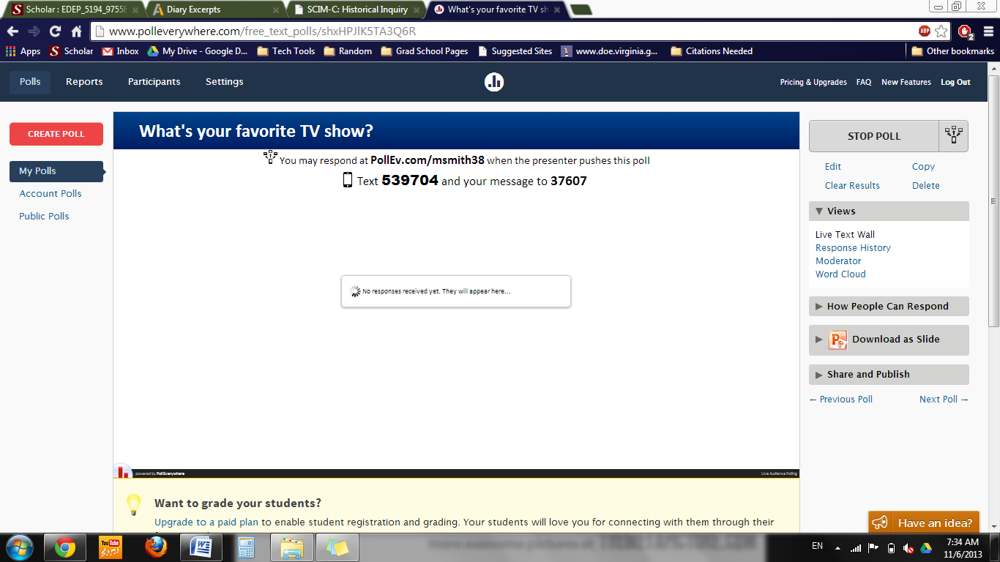 Scholar : EDEP_5194_9755
Diary Excerpts
SCIM-C: Historical Inquiry
What's your favorite TV sh
www.polleverywhere.com/free_text_polls/shxHPJlK5TA3Q6R
ABP
2
Apps
Scholar
Inbox
My Drive - Google D...
Tech Tools
Random
Grad School Pages
Suggested Sites
www.doe.virginia.g...
Citations Needed
Other bookmarks
Polls
Reports
Participants
Settings
Pricing & Upgrades
FAQ
New Features
Log Out
CREATE POLL
My Polls
Account Polls
Public Polls
What's your favorite TV show?
You may respond at PollEv.com/msmith38 when the presenter pushes this poll
Text 539704 and your message to 37607
No responses received yet. They will appear here...
powered by Poll Everywhere
Live Audience Polling
STOP POLL
Edit
Copy
Clear Results
Delete
Views
Live Text Wall
Response History
Moderator
Word Cloud
How People Can Respond
Download as Slide
Share and Publish
← Previous Poll
Next Poll →
Want to grade your students?
Upgrade to a paid plan to enable student registration and grading. Your students will love you for connecting with them through their
Have an idea?
You Tube
EN
7:34 AM
11/6/2013